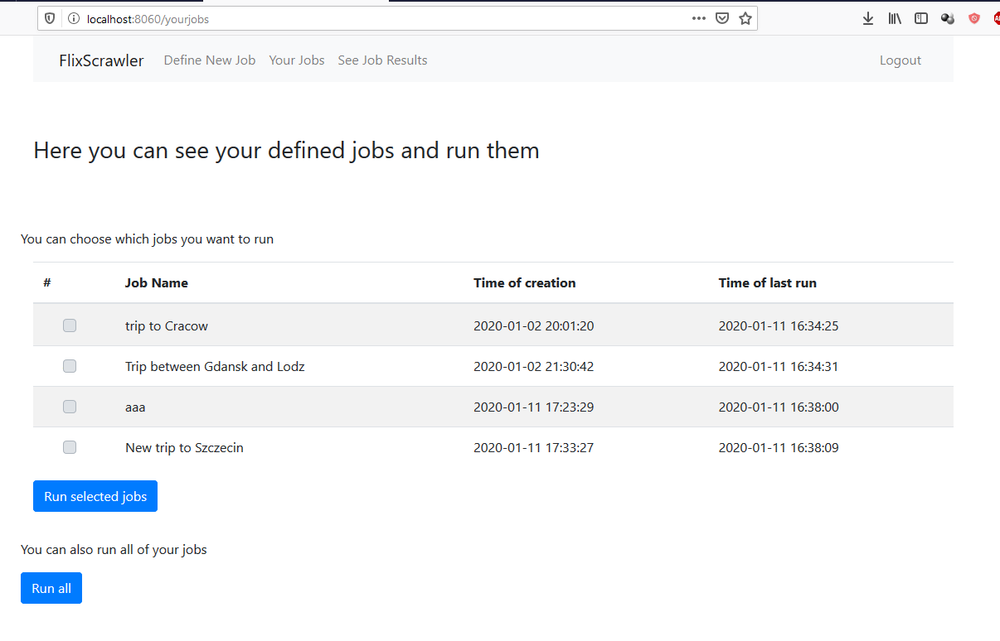 localhost:8060/yourjobs
FlixScrawler Define New Job Your Jobs See Job Results Logout
Here you can see your defined jobs and run them
You can choose which jobs you want to run
# Job Name Time of creation Time of last run
trip to Cracow 2020-01-02 20:01:20 2020-01-11 16:34:25
Trip between Gdansk and Lodz 2020-01-02 21:30:42 2020-01-11 16:34:31
aaa 2020-01-11 17:23:29 2020-01-11 16:38:00
New trip to Szczecin 2020-01-11 17:33:27 2020-01-11 16:38:09
Run selected jobs
You can also run all of your jobs
Run all